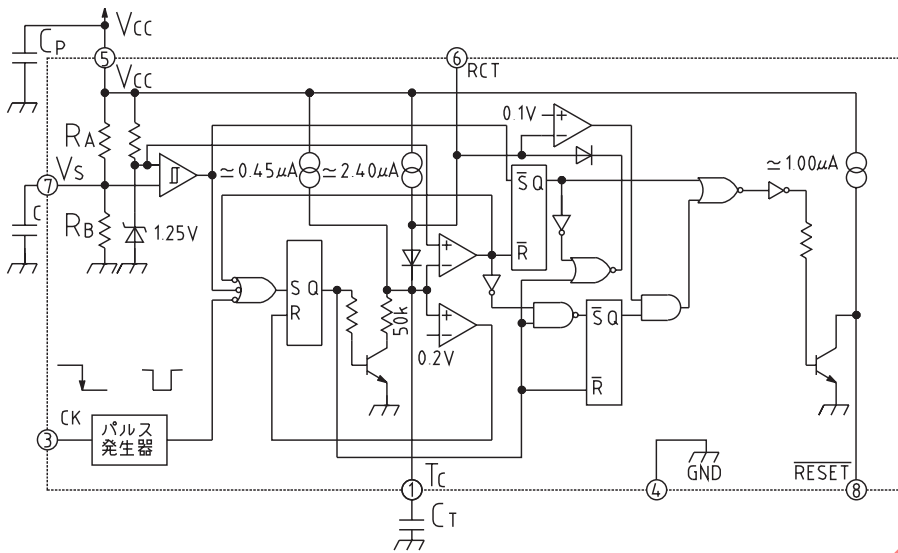 VCC
CP
5
6
RCT
VCC
0.1V
RA
≃0.45µA
≃2.40µA
≃1.00µA
VS
7
S̅ Q
C
RB
1.25V
R̅
S Q
R
50k
S̅ Q
0.2V
R̅
CK
3
パルス
発生器
TC
GND
R̅E̅S̅E̅T̅
1
4
8
CT